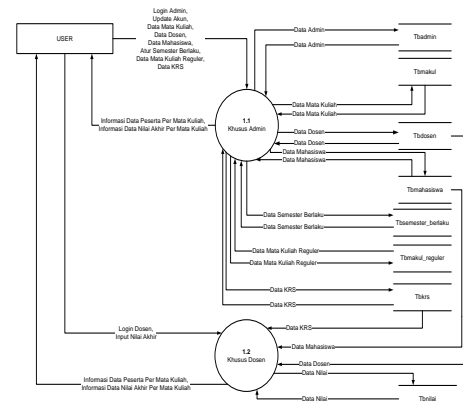 Login Admin,
Update Akun,
Data Mata Kuliah,
Data Dosen,
Data Mahasiswa,
Atur Semester Berlaku,
Data Mata Kuliah Reguler,
Data KRS
USER
Data Admin
Data Admin
Tbadmin
Data Mata Kuliah
Data Mata Kuliah
Tbmakul
Informasi Data Peserta Per Mata Kuliah,
Informasi Data Nilai Akhir Per Mata Kuliah
1.1
Khusus Admin
Data Dosen
Data Dosen
Tbdosen
Data Mahasiswa
Data Mahasiswa
Tbmahasiswa
Data Semester Berlaku
Data Semester Berlaku
Tbsemester_berlaku
Data Mata Kuliah Reguler
Data Mata Kuliah Reguler
Tbmakul_reguler
Data KRS
Data KRS
Tbkrs
Login Dosen,
Input Nilai Akhir
Data KRS
Data Mahasiswa
1.2
Khusus Dosen
Data Dosen
Data Nilai
Informasi Data Peserta Per Mata Kuliah,
Informasi Data Nilai Akhir Per Mata Kuliah
Data Nilai
Tbnilai